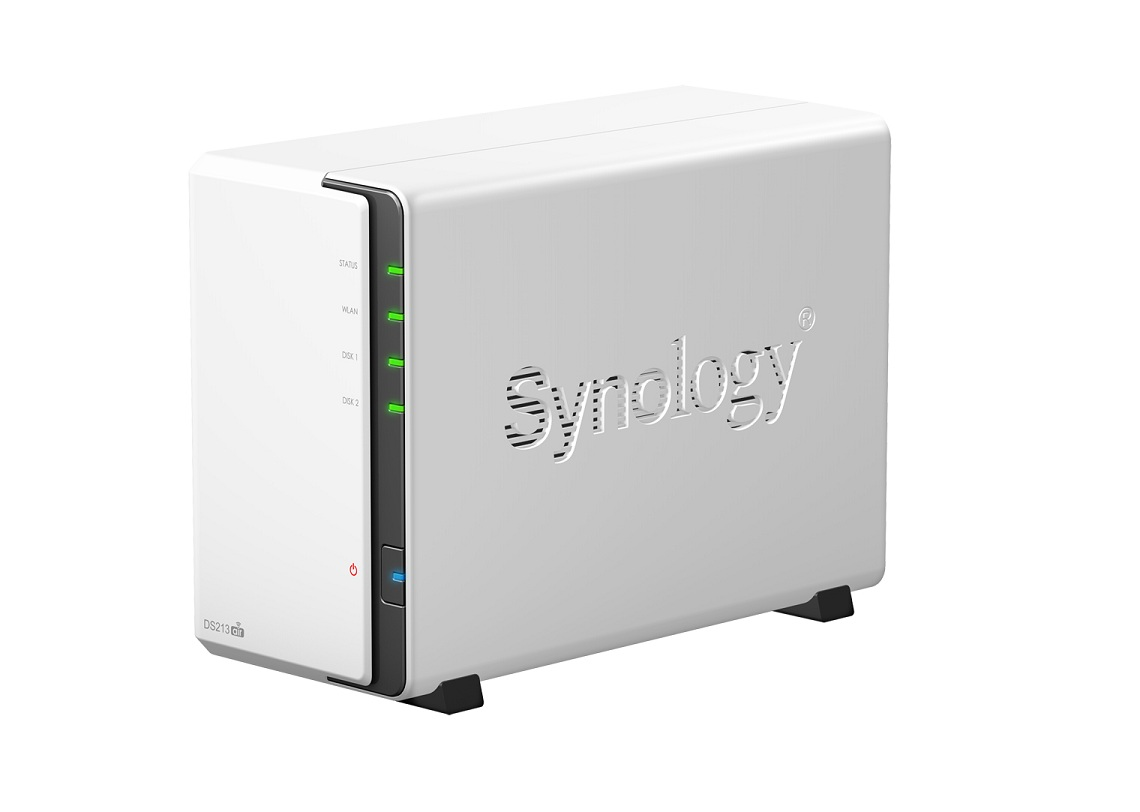 STATUS
WLAN
DISK 1
DISK 2
Synology®
DS213air